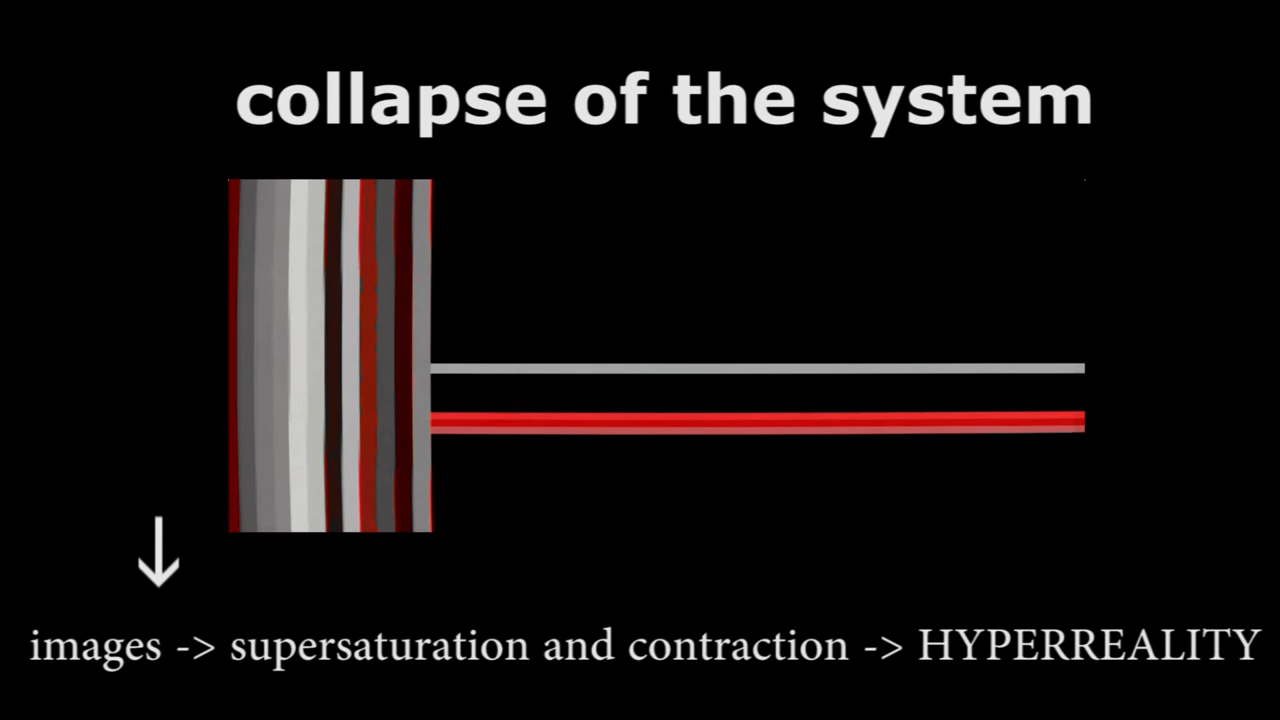 collapse of the system
images -> supersaturation and contraction -> HYPERREALITY